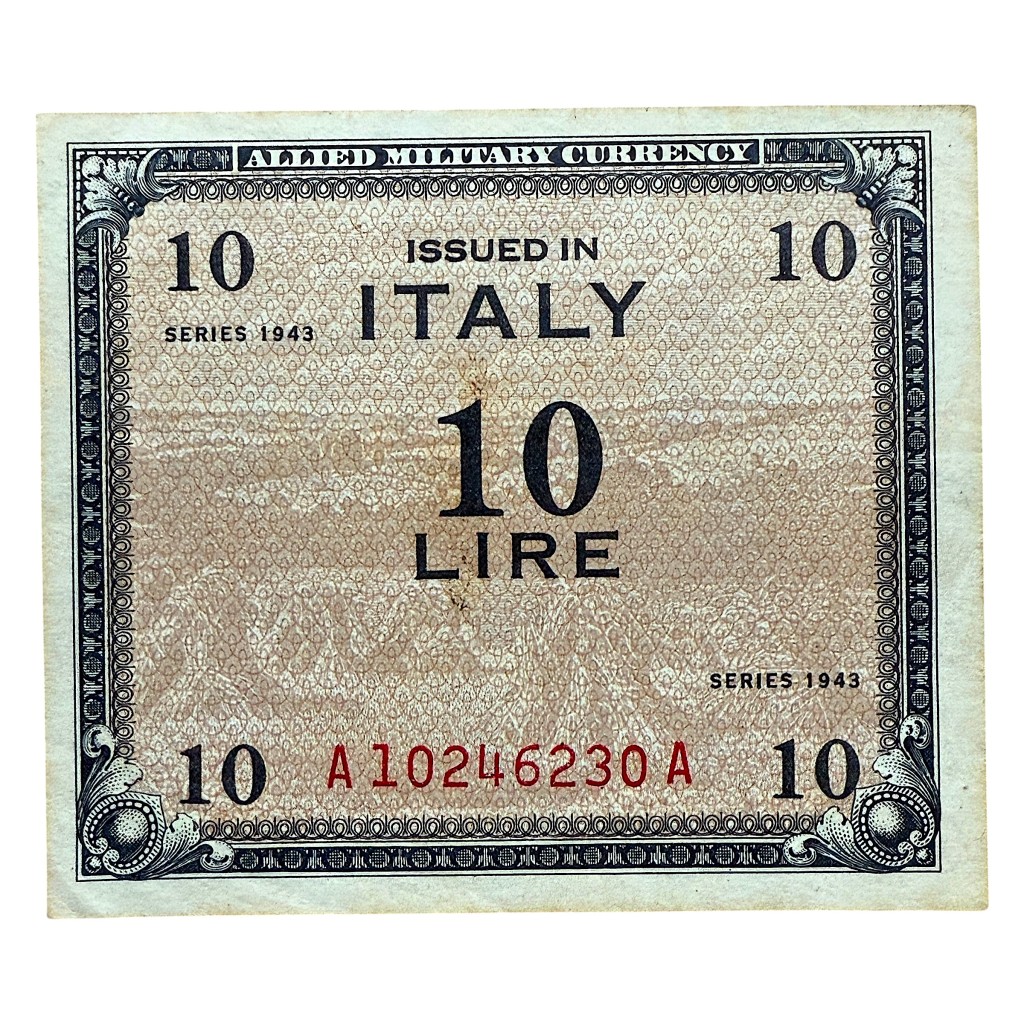 ALLIED MILITARY CURRENCY
10 ISSUED IN 10
ITALY
SERIES 1943
10
LIRE
SERIES 1943
10 A10246230A 10